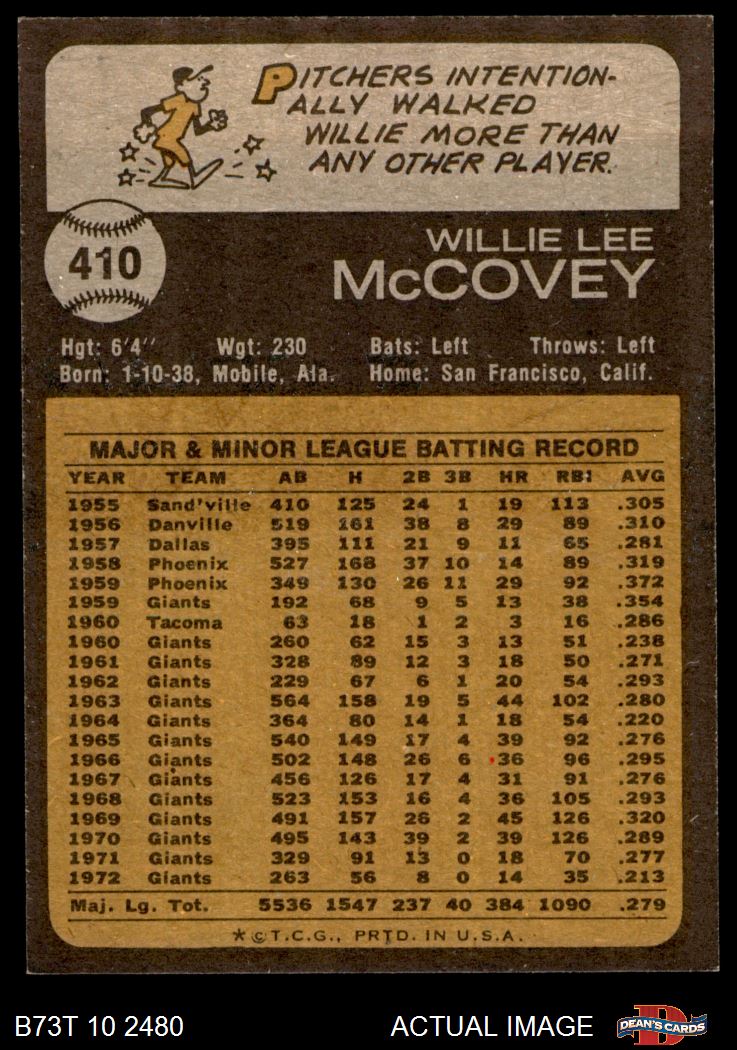 PITCHERS INTENTION-
ALLY WALKED
WILLIE MORE THAN
ANY OTHER PLAYER.
410
WILLIE LEE
McCOVEY
Hgt: 6'4" Wgt: 230 Bats: Left Throws: Left
Born: 1-10-38, Mobile, Ala. Home: San Francisco, Calif.
MAJOR & MINOR LEAGUE BATTING RECORD
YEAR TEAM AB H 2B 3B HR RBI AVG
1955 Sand'ville 410 125 24 1 19 113 .305
1956 Danville 519 161 38 8 29 89 .310
1957 Dallas 395 111 21 9 11 65 .281
1958 Phoenix 527 168 37 10 14 89 .319
1959 Phoenix 349 130 26 11 29 92 .372
1959 Giants 192 68 9 5 13 38 .354
1960 Tacoma 63 18 1 2 3 16 .286
1960 Giants 260 62 15 3 13 51 .238
1961 Giants 328 89 12 3 18 50 .271
1962 Giants 229 67 6 1 20 54 .293
1963 Giants 564 158 19 5 44 102 .280
1964 Giants 364 80 14 1 18 54 .220
1965 Giants 540 149 17 4 39 92 .276
1966 Giants 502 148 26 6 36 96 .295
1967 Giants 456 126 17 4 31 91 .276
1968 Giants 523 153 16 4 36 105 .293
1969 Giants 491 157 26 2 45 126 .320
1970 Giants 495 143 39 2 39 126 .289
1971 Giants 329 91 13 0 18 70 .277
1972 Giants 263 56 8 0 14 35 .213
Maj. Lg. Tot. 5536 1547 237 40 384 1090 .279
*©T.C.G., PRTD. IN U.S.A.
B73T 10 2480 ACTUAL IMAGE D DEAN'S CARDS